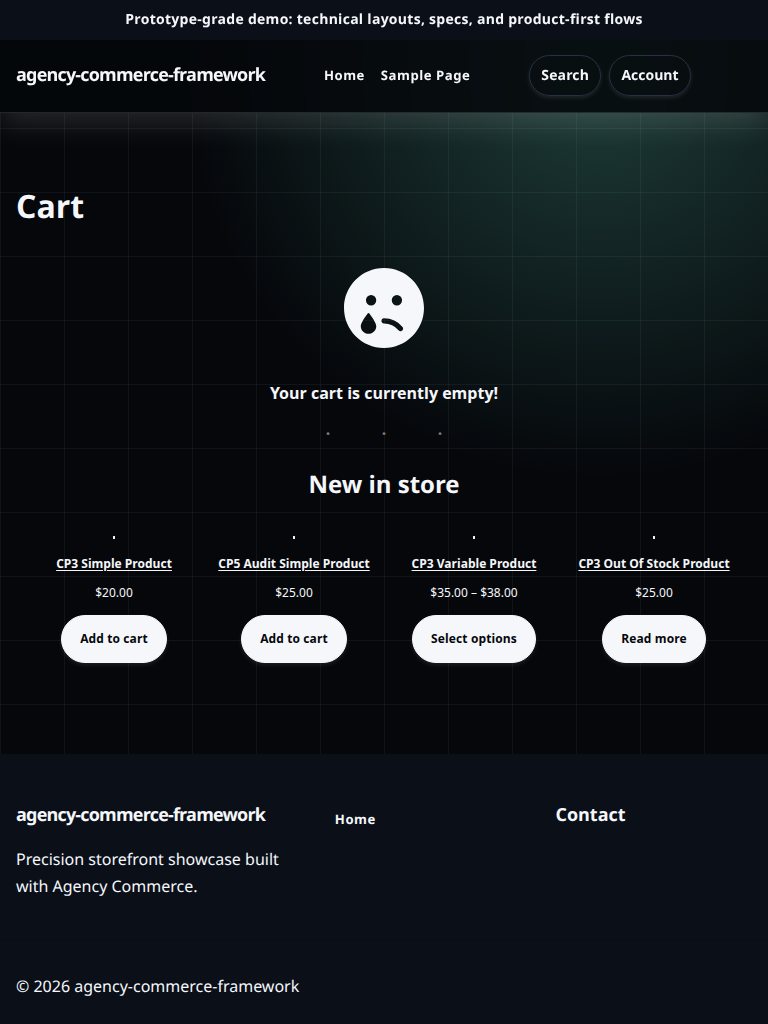 Prototype-grade demo: technical layouts, specs, and product-first flows
agency-commerce-framework
Home
Sample Page
Search
Account
Cart
Your cart is currently empty!
New in store
CP3 Simple Product
$20.00
Add to cart
CP5 Audit Simple Product
$25.00
Add to cart
CP3 Variable Product
$35.00 – $38.00
Select options
CP3 Out Of Stock Product
$25.00
Read more
agency-commerce-framework
Precision storefront showcase built
with Agency Commerce.
Home
Contact
© 2026 agency-commerce-framework